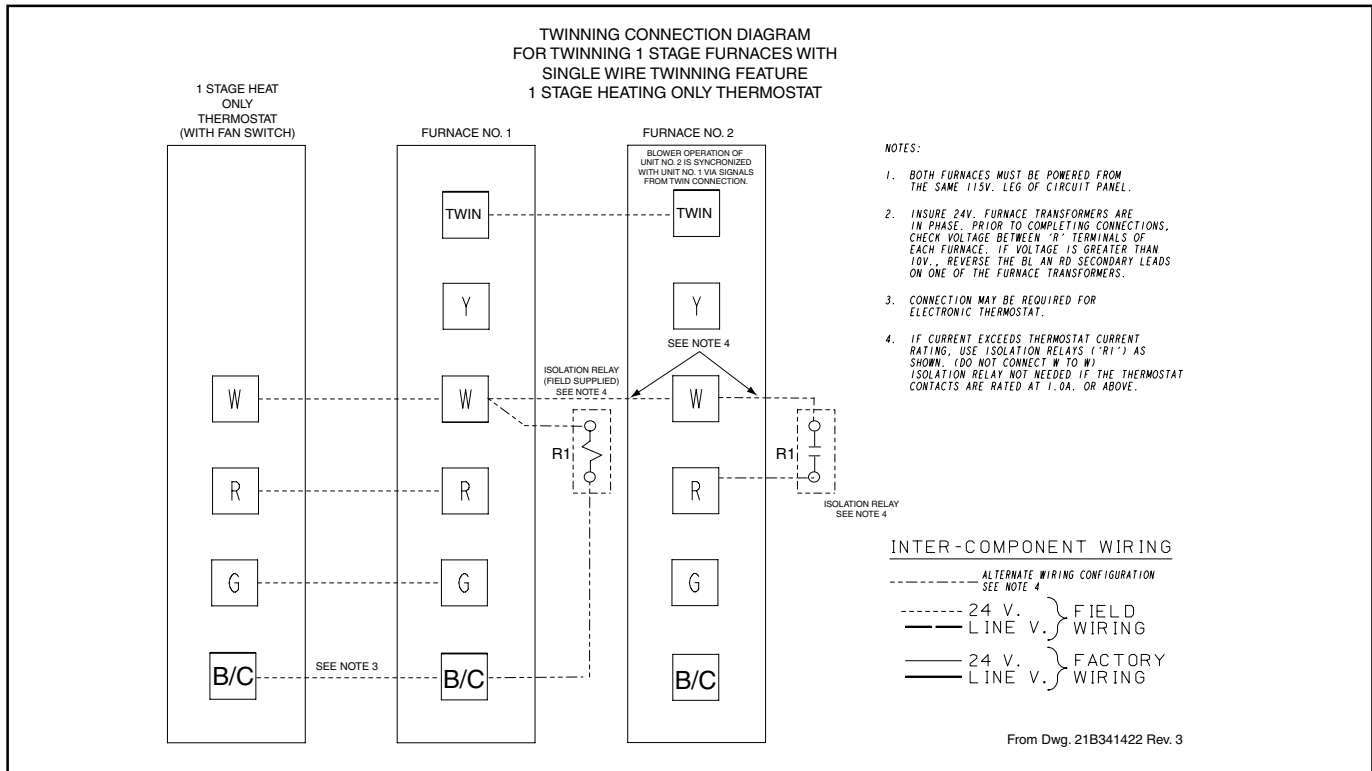 TWINNING CONNECTION DIAGRAM
FOR TWINNING 1 STAGE FURNACES WITH
SINGLE WIRE TWINNING FEATURE
1 STAGE HEATING ONLY THERMOSTAT
1 STAGE HEAT
ONLY
THERMOSTAT
(WITH FAN SWITCH)
W
R
G
B/C
SEE NOTE 3
FURNACE NO. 1
TWIN
Y
W
R
G
B/C
ISOLATION RELAY
(FIELD SUPPLIED)
SEE NOTE 4
R1
FURNACE NO. 2
BLOWER OPERATION OF
UNIT NO. 2 IS SYNCRONIZED
WITH UNIT NO. 1 VIA SIGNALS
FROM TWIN CONNECTION.
TWIN
Y
SEE NOTE 4
W
R
G
B/C
R1
ISOLATION RELAY
SEE NOTE 4
NOTES:
1. BOTH FURNACES MUST BE POWERED FROM
THE SAME 115V. LEG OF CIRCUIT PANEL.
2. INSURE 24V. FURNACE TRANSFORMERS ARE
IN PHASE. PRIOR TO COMPLETING CONNECTIONS,
CHECK VOLTAGE BETWEEN 'R' TERMINALS OF
EACH FURNACE. IF VOLTAGE IS GREATER THAN
10V., REVERSE THE BL AN RD SECONDARY LEADS
ON ONE OF THE FURNACE TRANSFORMERS.
3. CONNECTION MAY BE REQUIRED FOR
ELECTRONIC THERMOSTAT.
4. IF CURRENT EXCEEDS THERMOSTAT CURRENT
RATING, USE ISOLATION RELAYS ('R1') AS
SHOWN. (DO NOT CONNECT W TO W)
ISOLATION RELAY NOT NEEDED IF THE THERMOSTAT
CONTACTS ARE RATED AT 1.0A. OR ABOVE.
INTER-COMPONENT WIRING
ALTERNATE WIRING CONFIGURATION
SEE NOTE 4
24 V. FIELD
LINE V. WIRING
24 V. FACTORY
LINE V. WIRING
From Dwg. 21B341422 Rev. 3